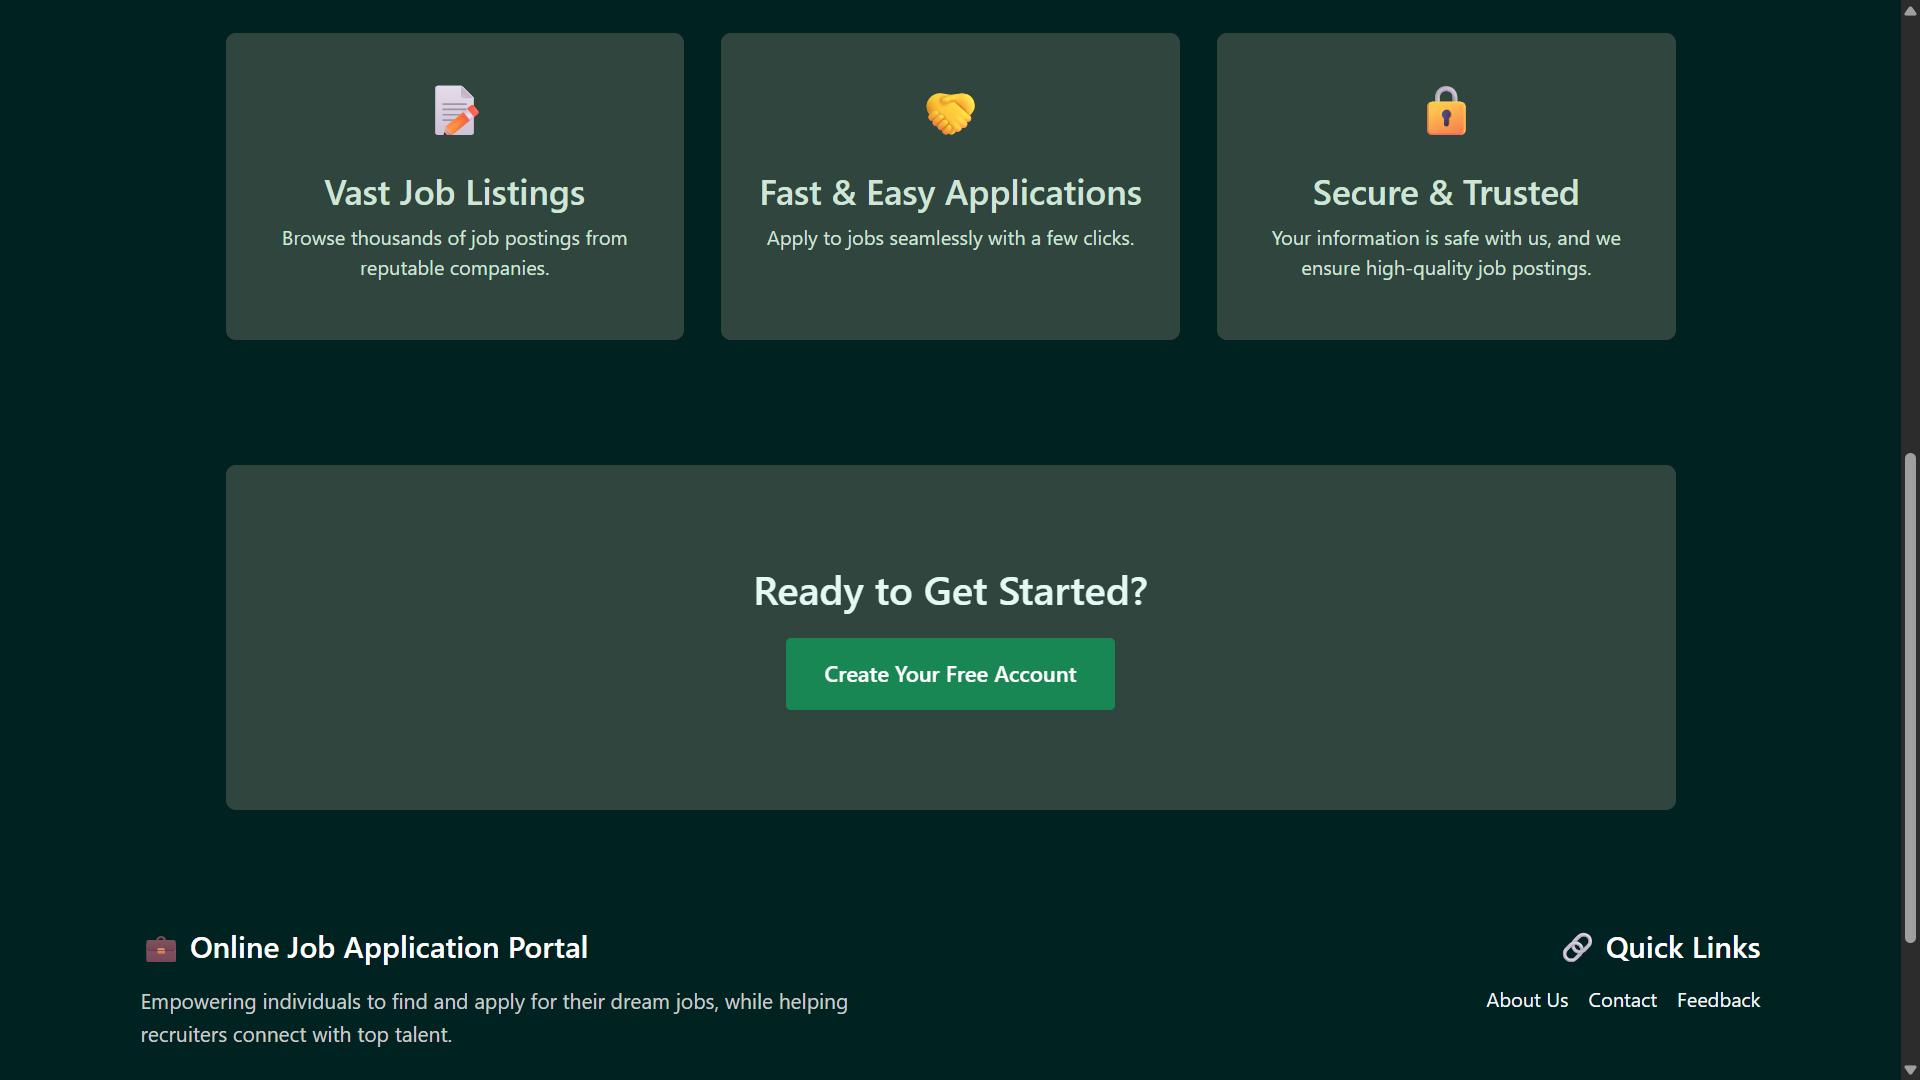 Vast Job Listings
Browse thousands of job postings from
reputable companies.
Fast & Easy Applications
Apply to jobs seamlessly with a few clicks.
Secure & Trusted
Your information is safe with us, and we
ensure high-quality job postings.
Ready to Get Started?
Create Your Free Account
Online Job Application Portal
Empowering individuals to find and apply for their dream jobs, while helping
recruiters connect with top talent.
Quick Links
About Us Contact Feedback